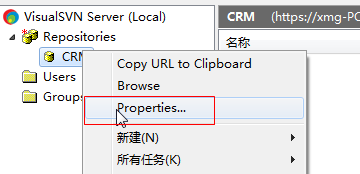 VisualSVN Server (Local)
Repositories
CRM
Users
Groups
CRM (https://xmg-PC
名称
Copy URL to Clipboard
Browse
Properties...
新建(N)
所有任务(K)